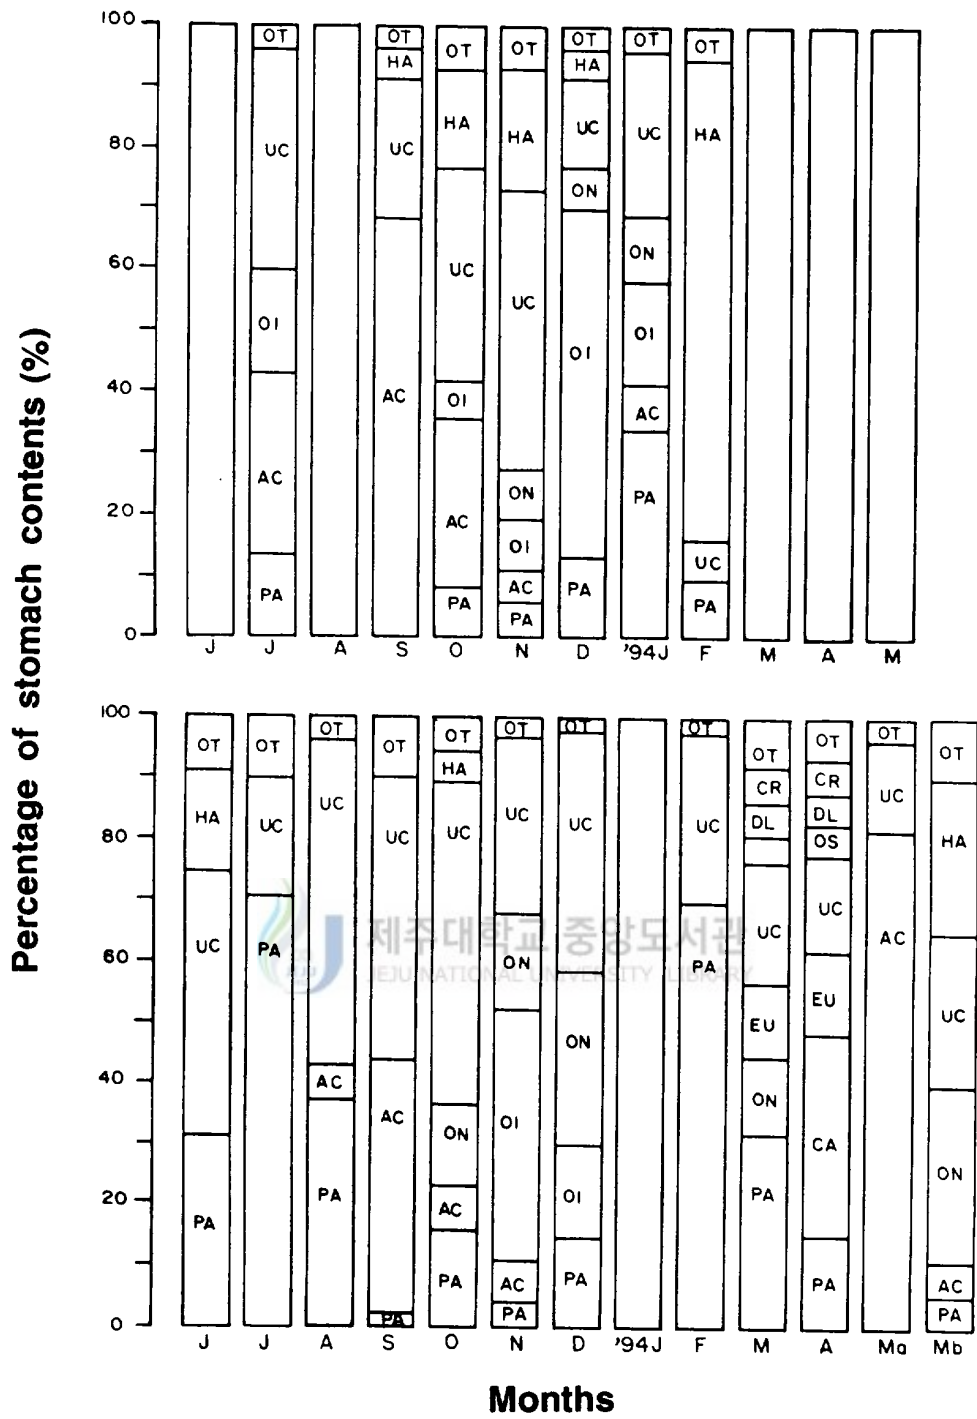 Percentage of stomach contents (%)
100
80
60
40
20
0
OT
UC
OI
AC
PA
OT
HA
UC
AC
OT
HA
UC
OI
AC
PA
OT
HA
UC
ON
OI
AC
PA
OT
HA
UC
ON
OI
PA
OT
UC
ON
OI
AC
PA
OT
HA
UC
PA
J J A S O N D '94J F M A M
100
80
60
40
20
0
OT
HA
UC
PA
OT
UC
PA
OT
UC
AC
PA
OT
UC
AC
PA
OT
HA
UC
ON
AC
PA
OT
UC
ON
OI
AC
PA
OT
UC
ON
OI
PA
OT
UC
PA
OT
CR
DL
UC
EU
ON
PA
OT
CR
DL
OS
UC
EU
CA
PA
OT
UC
AC
OT
HA
UC
ON
AC
PA
J J A S O N D '94J F M A Ma Mb
Months
제주대학교 중앙도서관
JEJU NATIONAL UNIVERSITY LIBRARY